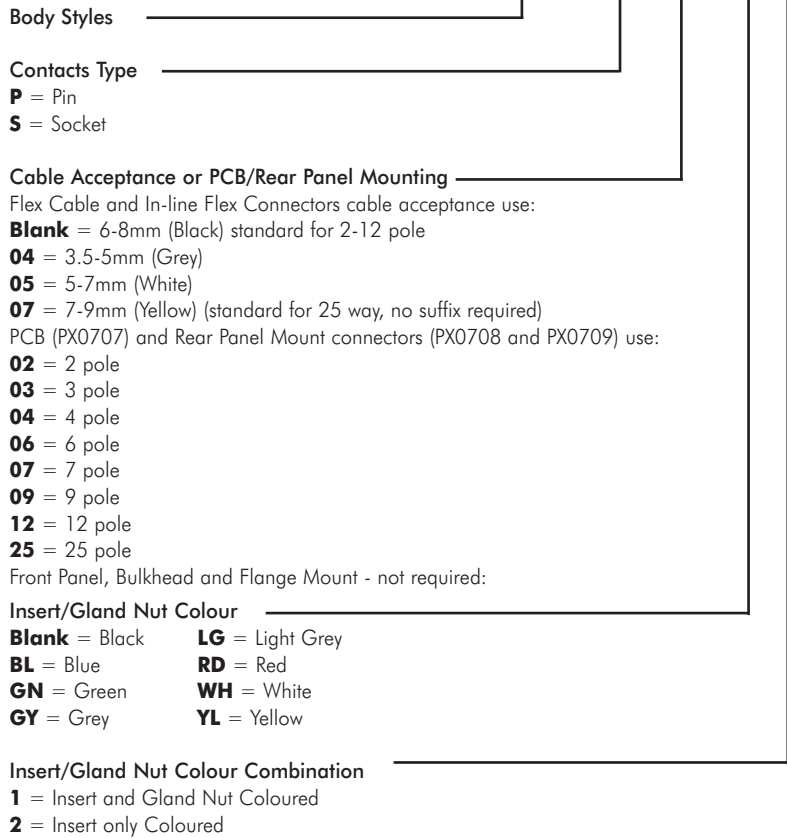 Body Styles
Contacts Type
P = Pin
S = Socket
Cable Acceptance or PCB/Rear Panel Mounting
Flex Cable and In-line Flex Connectors cable acceptance use:
Blank = 6-8mm (Black) standard for 2-12 pole
04 = 3.5-5mm (Grey)
05 = 5-7mm (White)
07 = 7-9mm (Yellow) (standard for 25 way, no suffix required)
PCB (PX0707) and Rear Panel Mount connectors (PX0708 and PX0709) use:
02 = 2 pole
03 = 3 pole
04 = 4 pole
06 = 6 pole
07 = 7 pole
09 = 9 pole
12 = 12 pole
25 = 25 pole
Front Panel, Bulkhead and Flange Mount - not required:
Insert/Gland Nut Colour
Blank = Black LG = Light Grey
BL = Blue RD = Red
GN = Green WH = White
GY = Grey YL = Yellow
Insert/Gland Nut Colour Combination
1 = Insert and Gland Nut Coloured
2 = Insert only Coloured